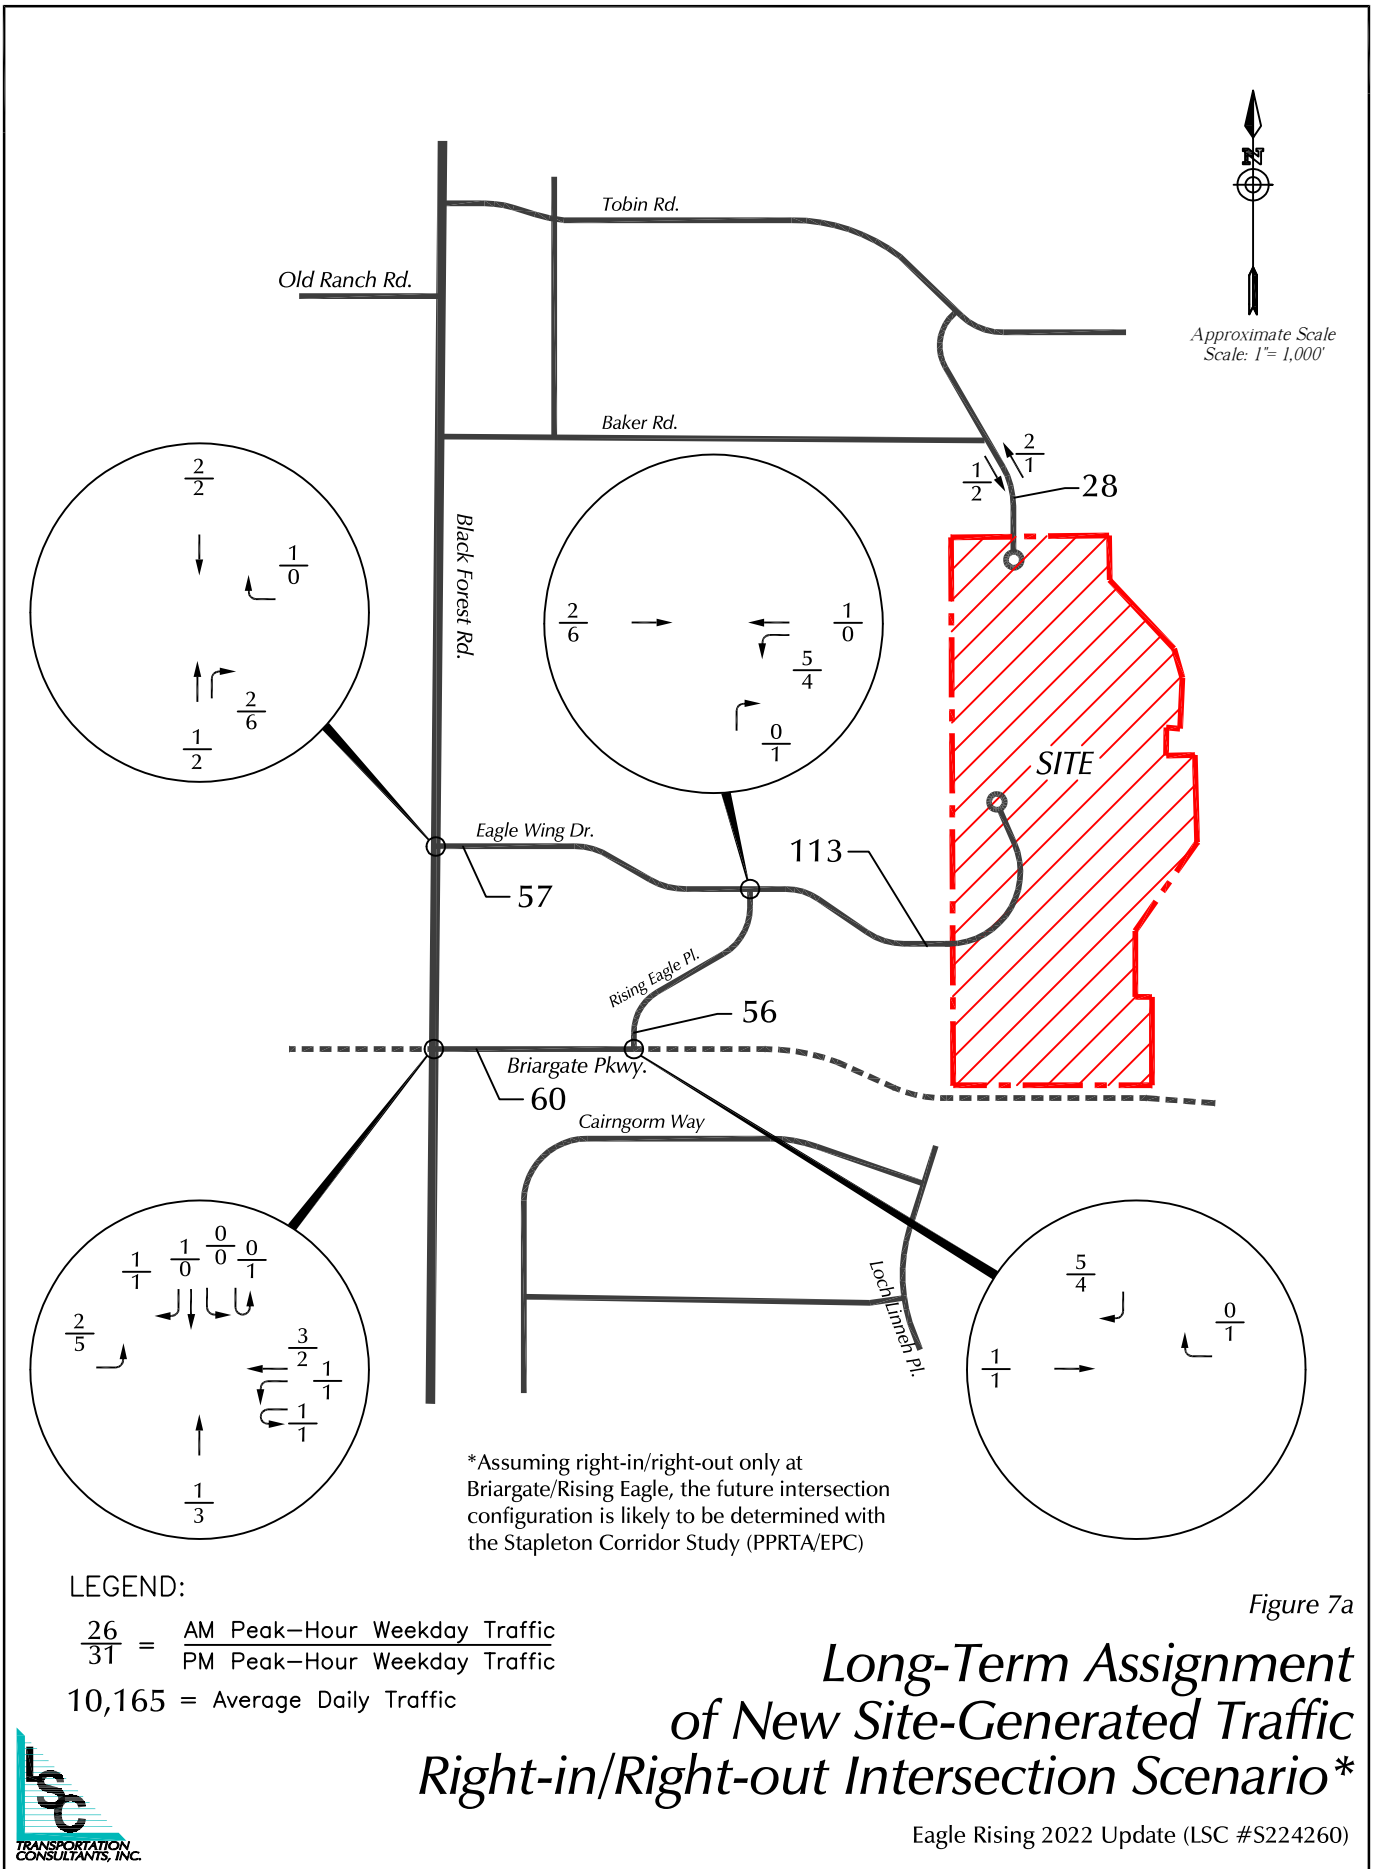 Tobin Rd.
Old Ranch Rd.
N
Approximate Scale
Scale: 1"= 1,000'
Baker Rd.
2
1
1
2
28
Black Forest Rd.
2
2
1
0
2
6
1
2
2
6
1
0
5
4
0
1
SITE
Eagle Wing Dr.
113
57
Rising Eagle Pl.
56
Briargate Pkwy.
60
Cairngorm Way
Loch Linneh Pl.
1
1
1
0
0
0
0
1
2
5
3
2
1
1
1
1
1
3
5
4
0
1
1
1
*Assuming right-in/right-out only at
Briargate/Rising Eagle, the future intersection
configuration is likely to be determined with
the Stapleton Corridor Study (PPRTA/EPC)
LEGEND:
26
31 =
AM Peak-Hour Weekday Traffic
PM Peak-Hour Weekday Traffic
10,165 = Average Daily Traffic
Figure 7a
Long-Term Assignment
of New Site-Generated Traffic
Right-in/Right-out Intersection Scenario*
Eagle Rising 2022 Update (LSC #S224260)
LSC
TRANSPORTATION
CONSULTANTS, INC.